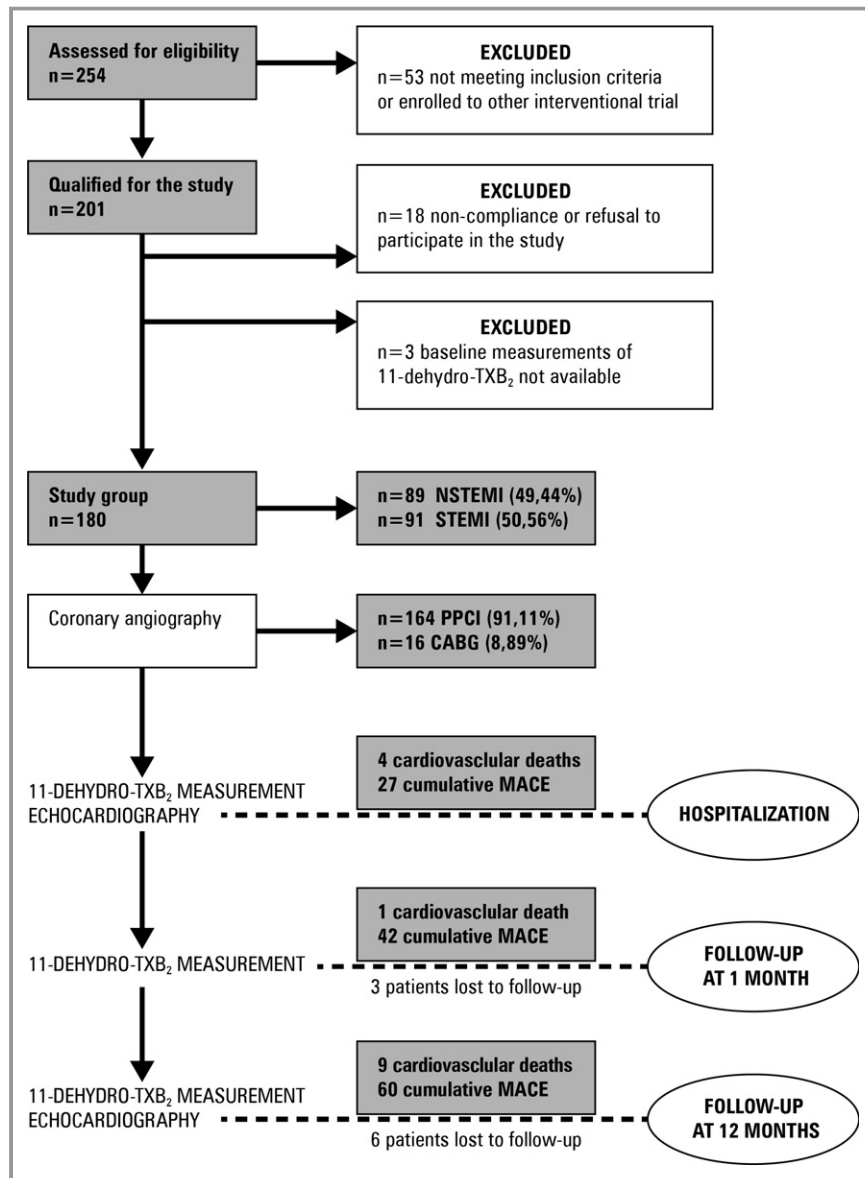 Assessed for eligibility
n=254
EXCLUDED
n=53 not meeting inclusion criteria
or enrolled to other interventional trial
Qualified for the study
n=201
EXCLUDED
n=18 non-compliance or refusal to
participate in the study
EXCLUDED
n=3 baseline measurements of
11-dehydro-TXB₂ not available
Study group
n=180
n=89 NSTEMI (49,44%)
n=91 STEMI (50,56%)
Coronary angiography
n=164 PPCI (91,11%)
n=16 CABG (8,89%)
4 cardiovasclular deaths
27 cumulative MACE
11-DEHYDRO-TXB₂ MEASUREMENT
ECHOCARDIOGRAPHY
HOSPITALIZATION
1 cardiovasclular death
42 cumulative MACE
11-DEHYDRO-TXB₂ MEASUREMENT
3 patients lost to follow-up
FOLLOW-UP
AT 1 MONTH
9 cardiovasclular deaths
60 cumulative MACE
11-DEHYDRO-TXB₂ MEASUREMENT
ECHOCARDIOGRAPHY
6 patients lost to follow-up
FOLLOW-UP
AT 12 MONTHS